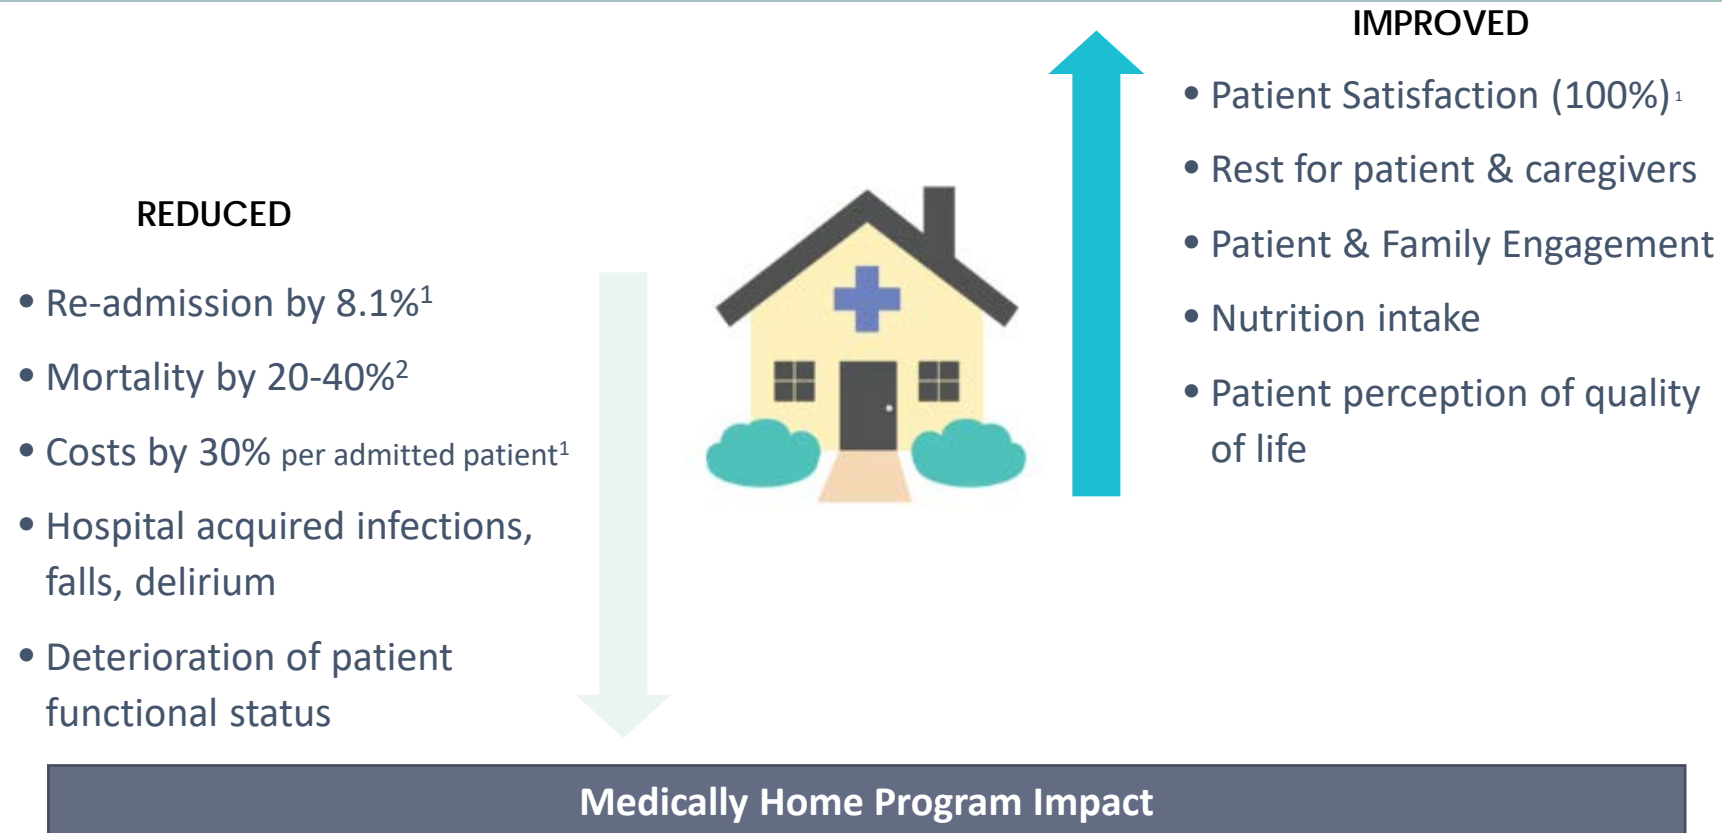 REDUCED
• Re-admission by 8.1%¹
• Mortality by 20-40%²
• Costs by 30% per admitted patient¹
• Hospital acquired infections,
falls, delirium
• Deterioration of patient
functional status
IMPROVED
• Patient Satisfaction (100%) ¹
• Rest for patient & caregivers
• Patient & Family Engagement
• Nutrition intake
• Patient perception of quality
of life
Medically Home Program Impact